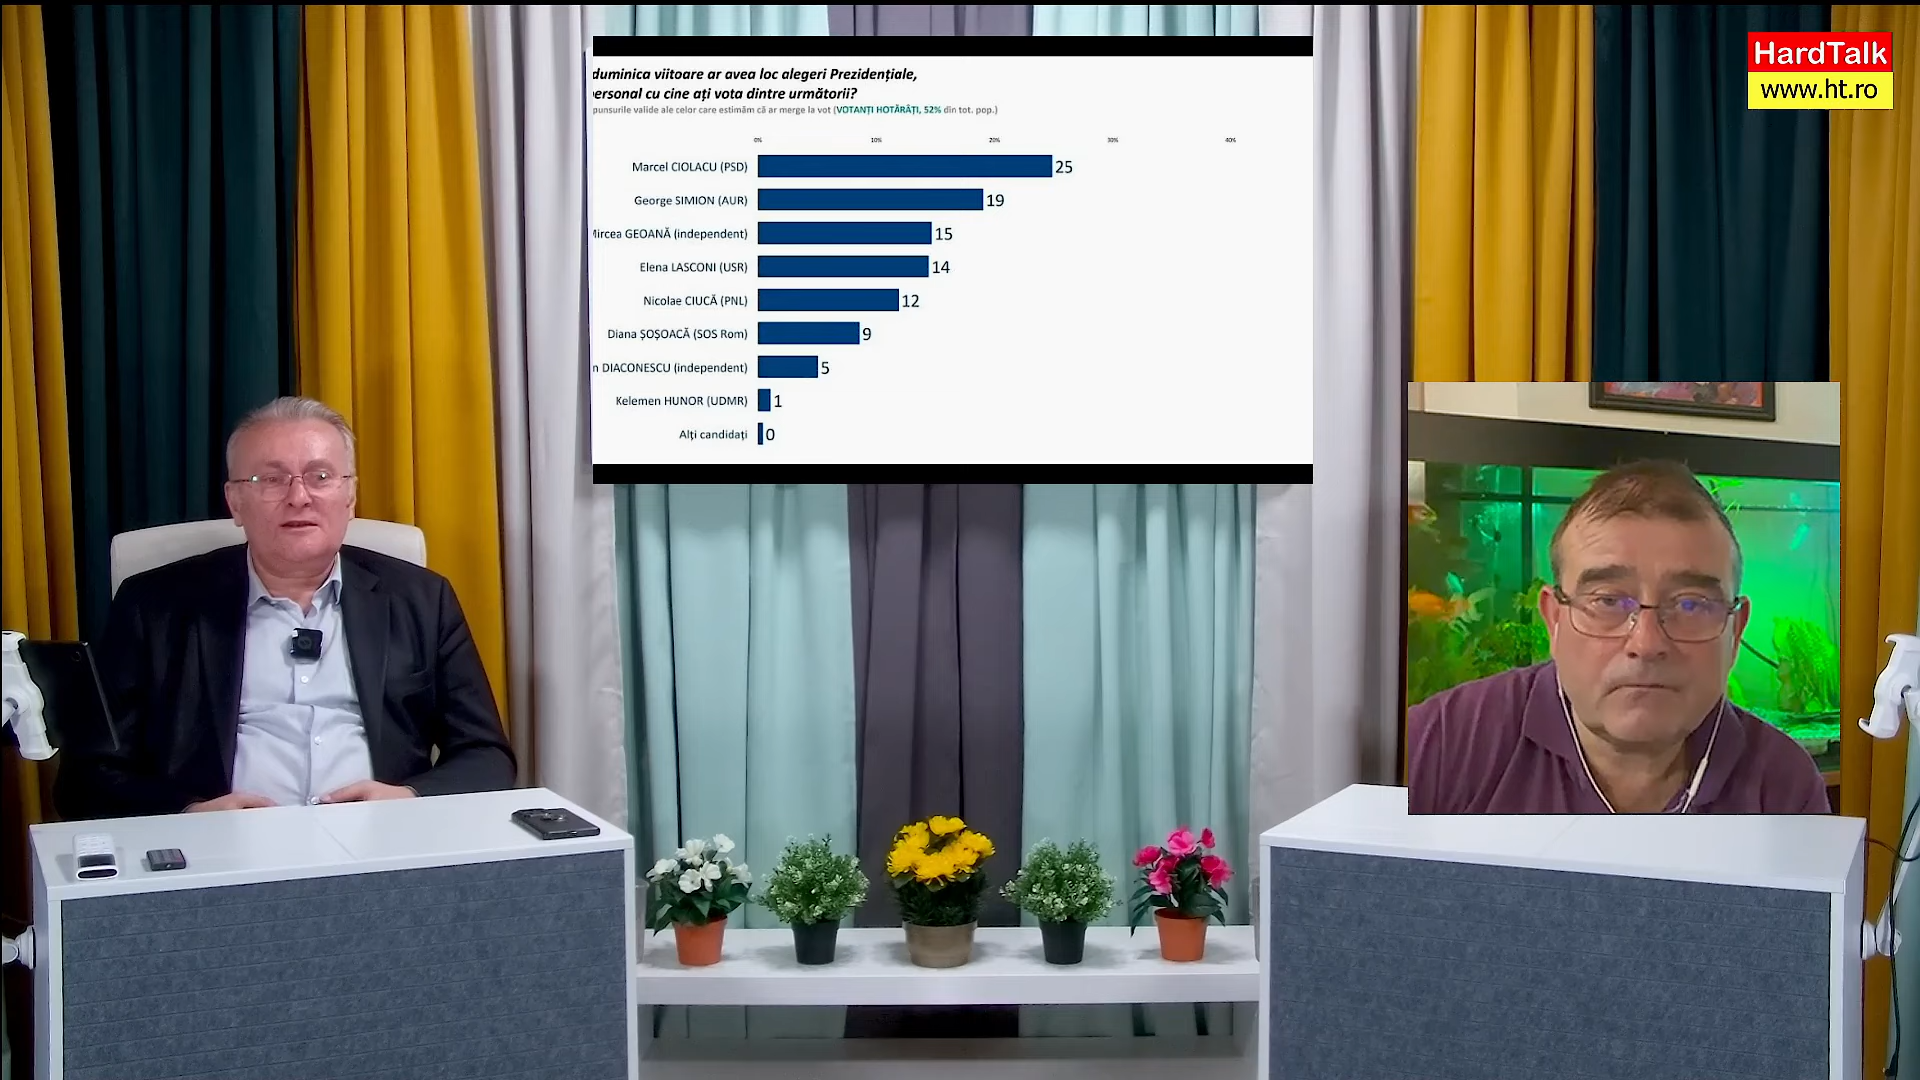 duminica viitoare ar avea loc alegeri Prezidențiale,
personal cu cine ați vota dintre următorii?
punsurile valide ale celor care estimăm că ar merge la vot (VOTANȚI HOTĂRÂȚI, 52% din tot. pop.)
0% 10% 20% 30% 40%
Marcel CIOLACU (PSD) 25
George SIMION (AUR) 19
Mircea GEOANĂ (independent) 15
Elena LASCONI (USR) 14
Nicolae CIUCĂ (PNL) 12
Diana ȘOȘOACĂ (SOS Rom) 9
n DIACONESCU (independent) 5
Kelemen HUNOR (UDMR) 1
Alți candidați 0
HardTalk
www.ht.ro